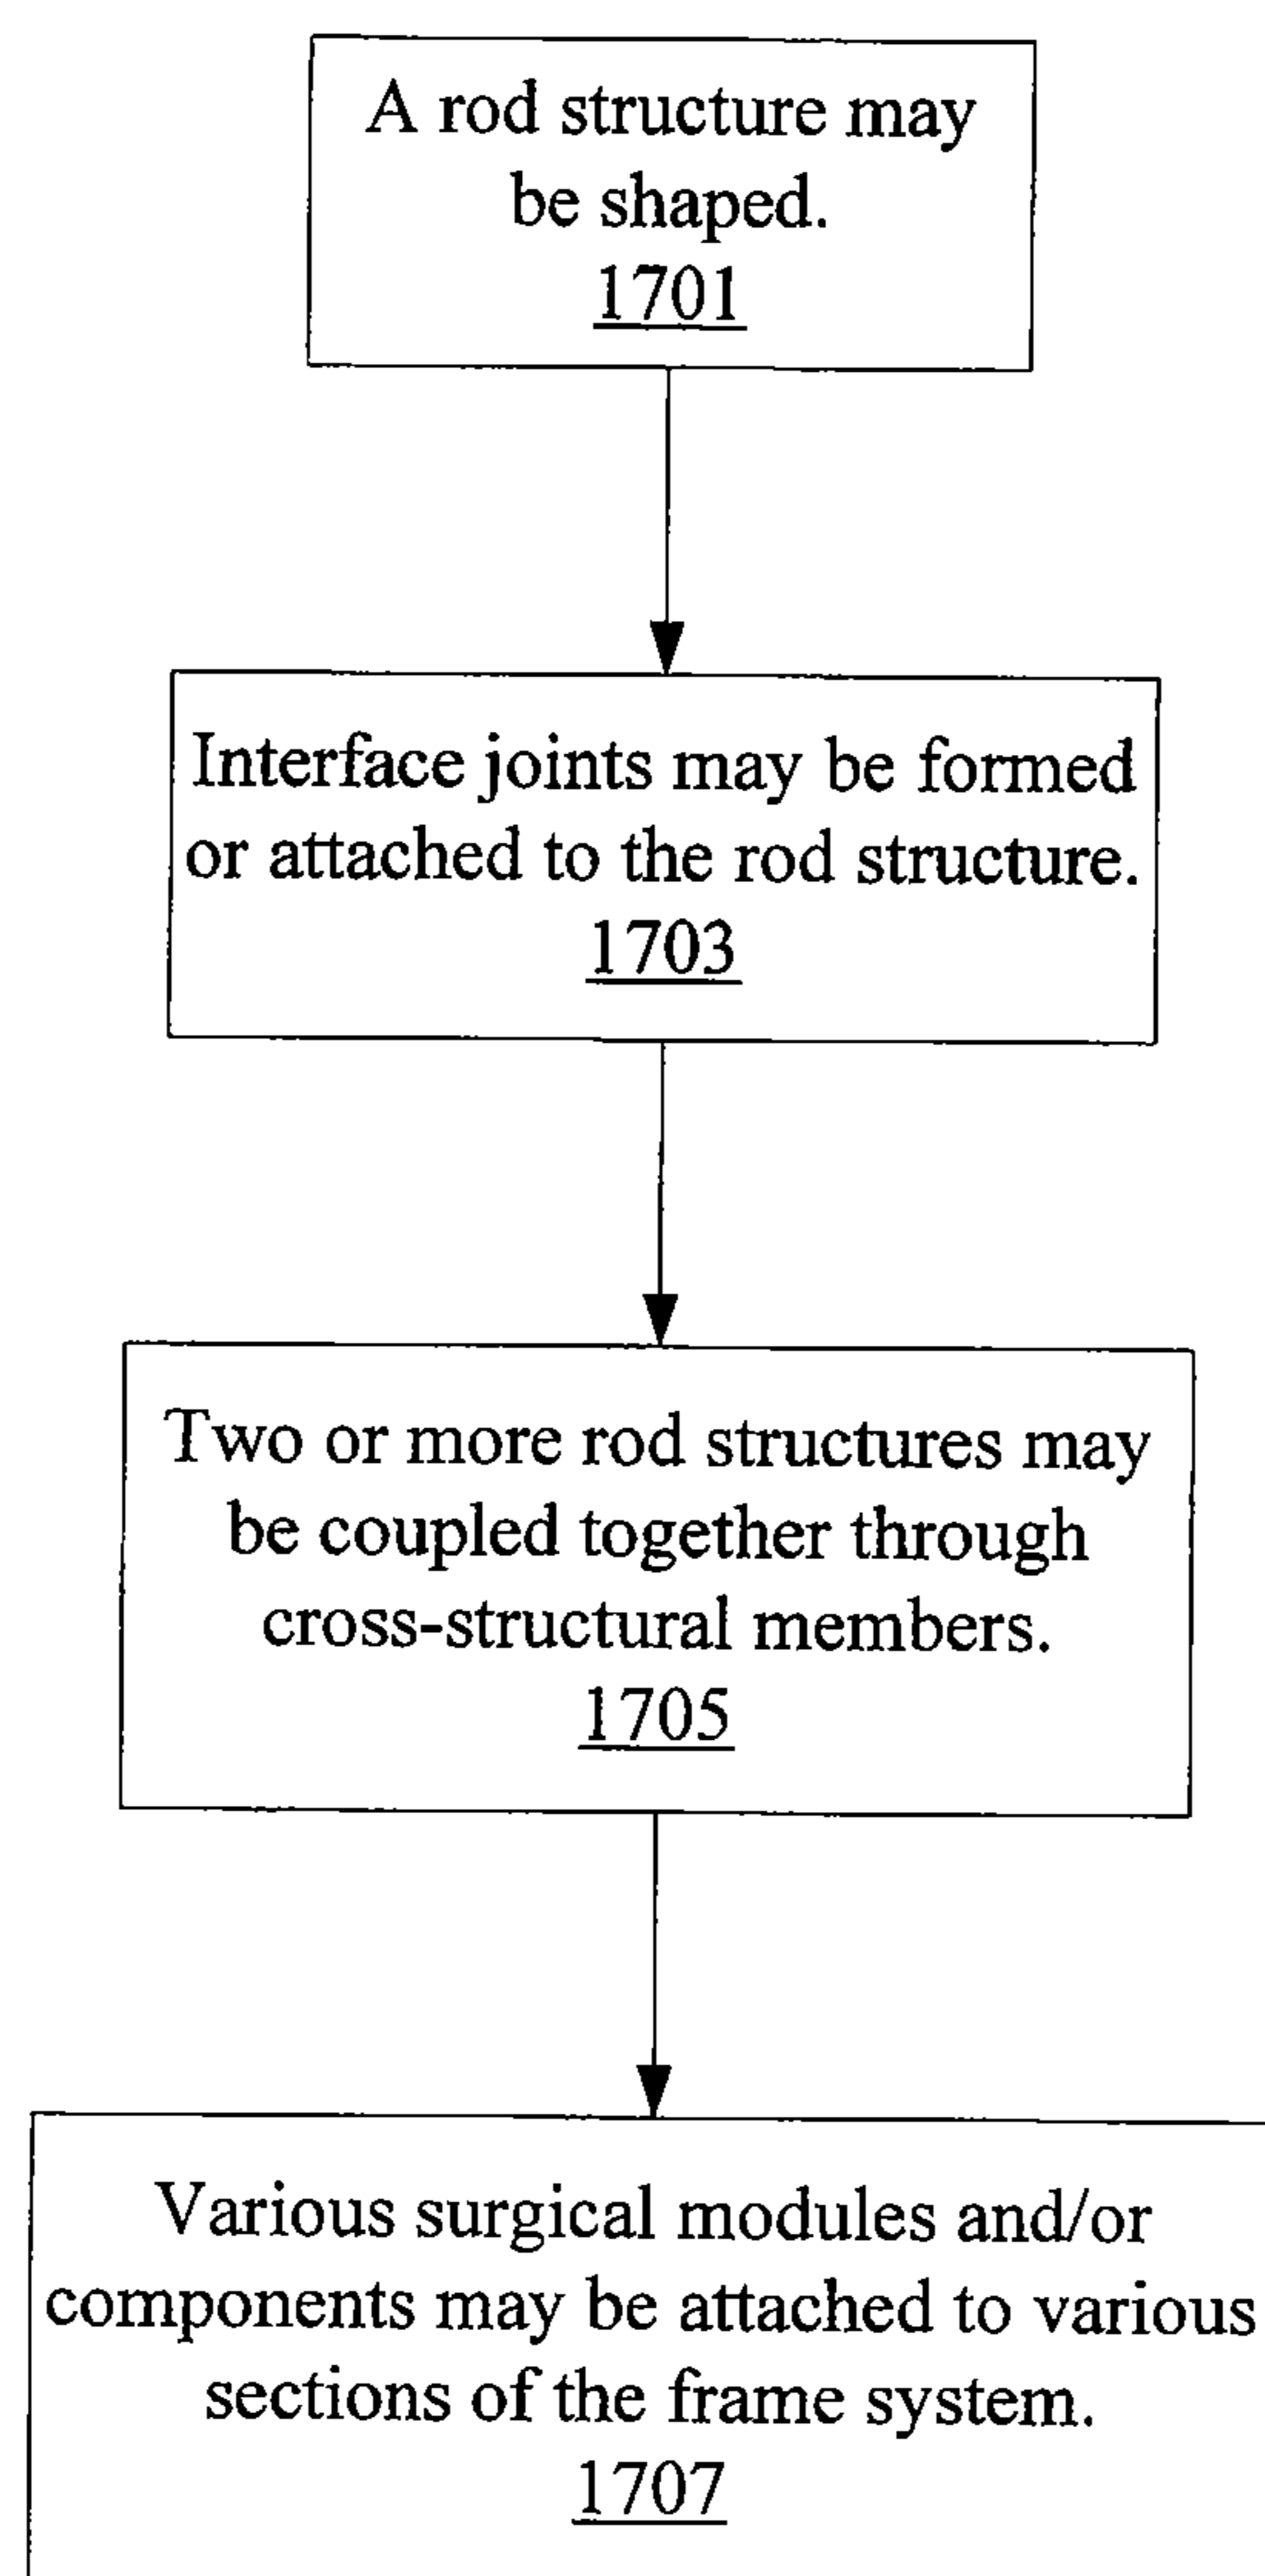 A rod structure may
be shaped.
1701
Interface joints may be formed
or attached to the rod structure.
1703
Two or more rod structures may
be coupled together through
cross-structural members.
1705
Various surgical modules and/or
components may be attached to various
sections of the frame system.
1707